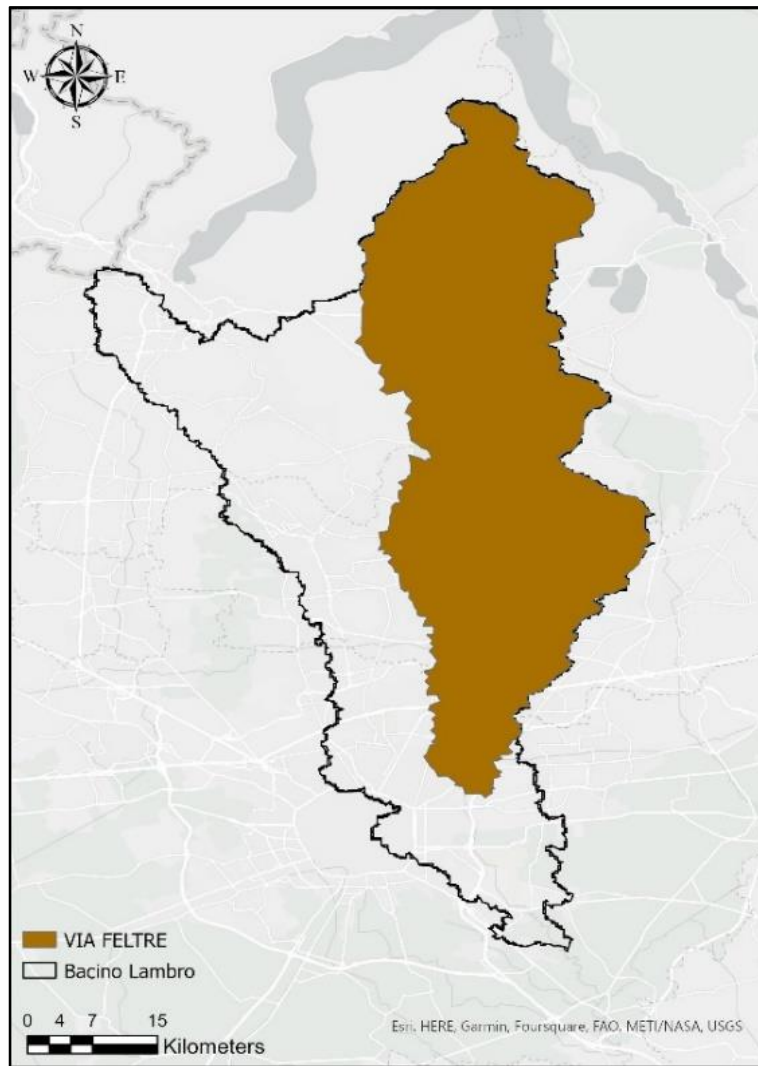 N
W E
S
VIA FELTRE
Bacino Lambro
0 4 7 15
Kilometers
Esri, HERE, Garmin, Foursquare, FAO, METI/NASA, USGS